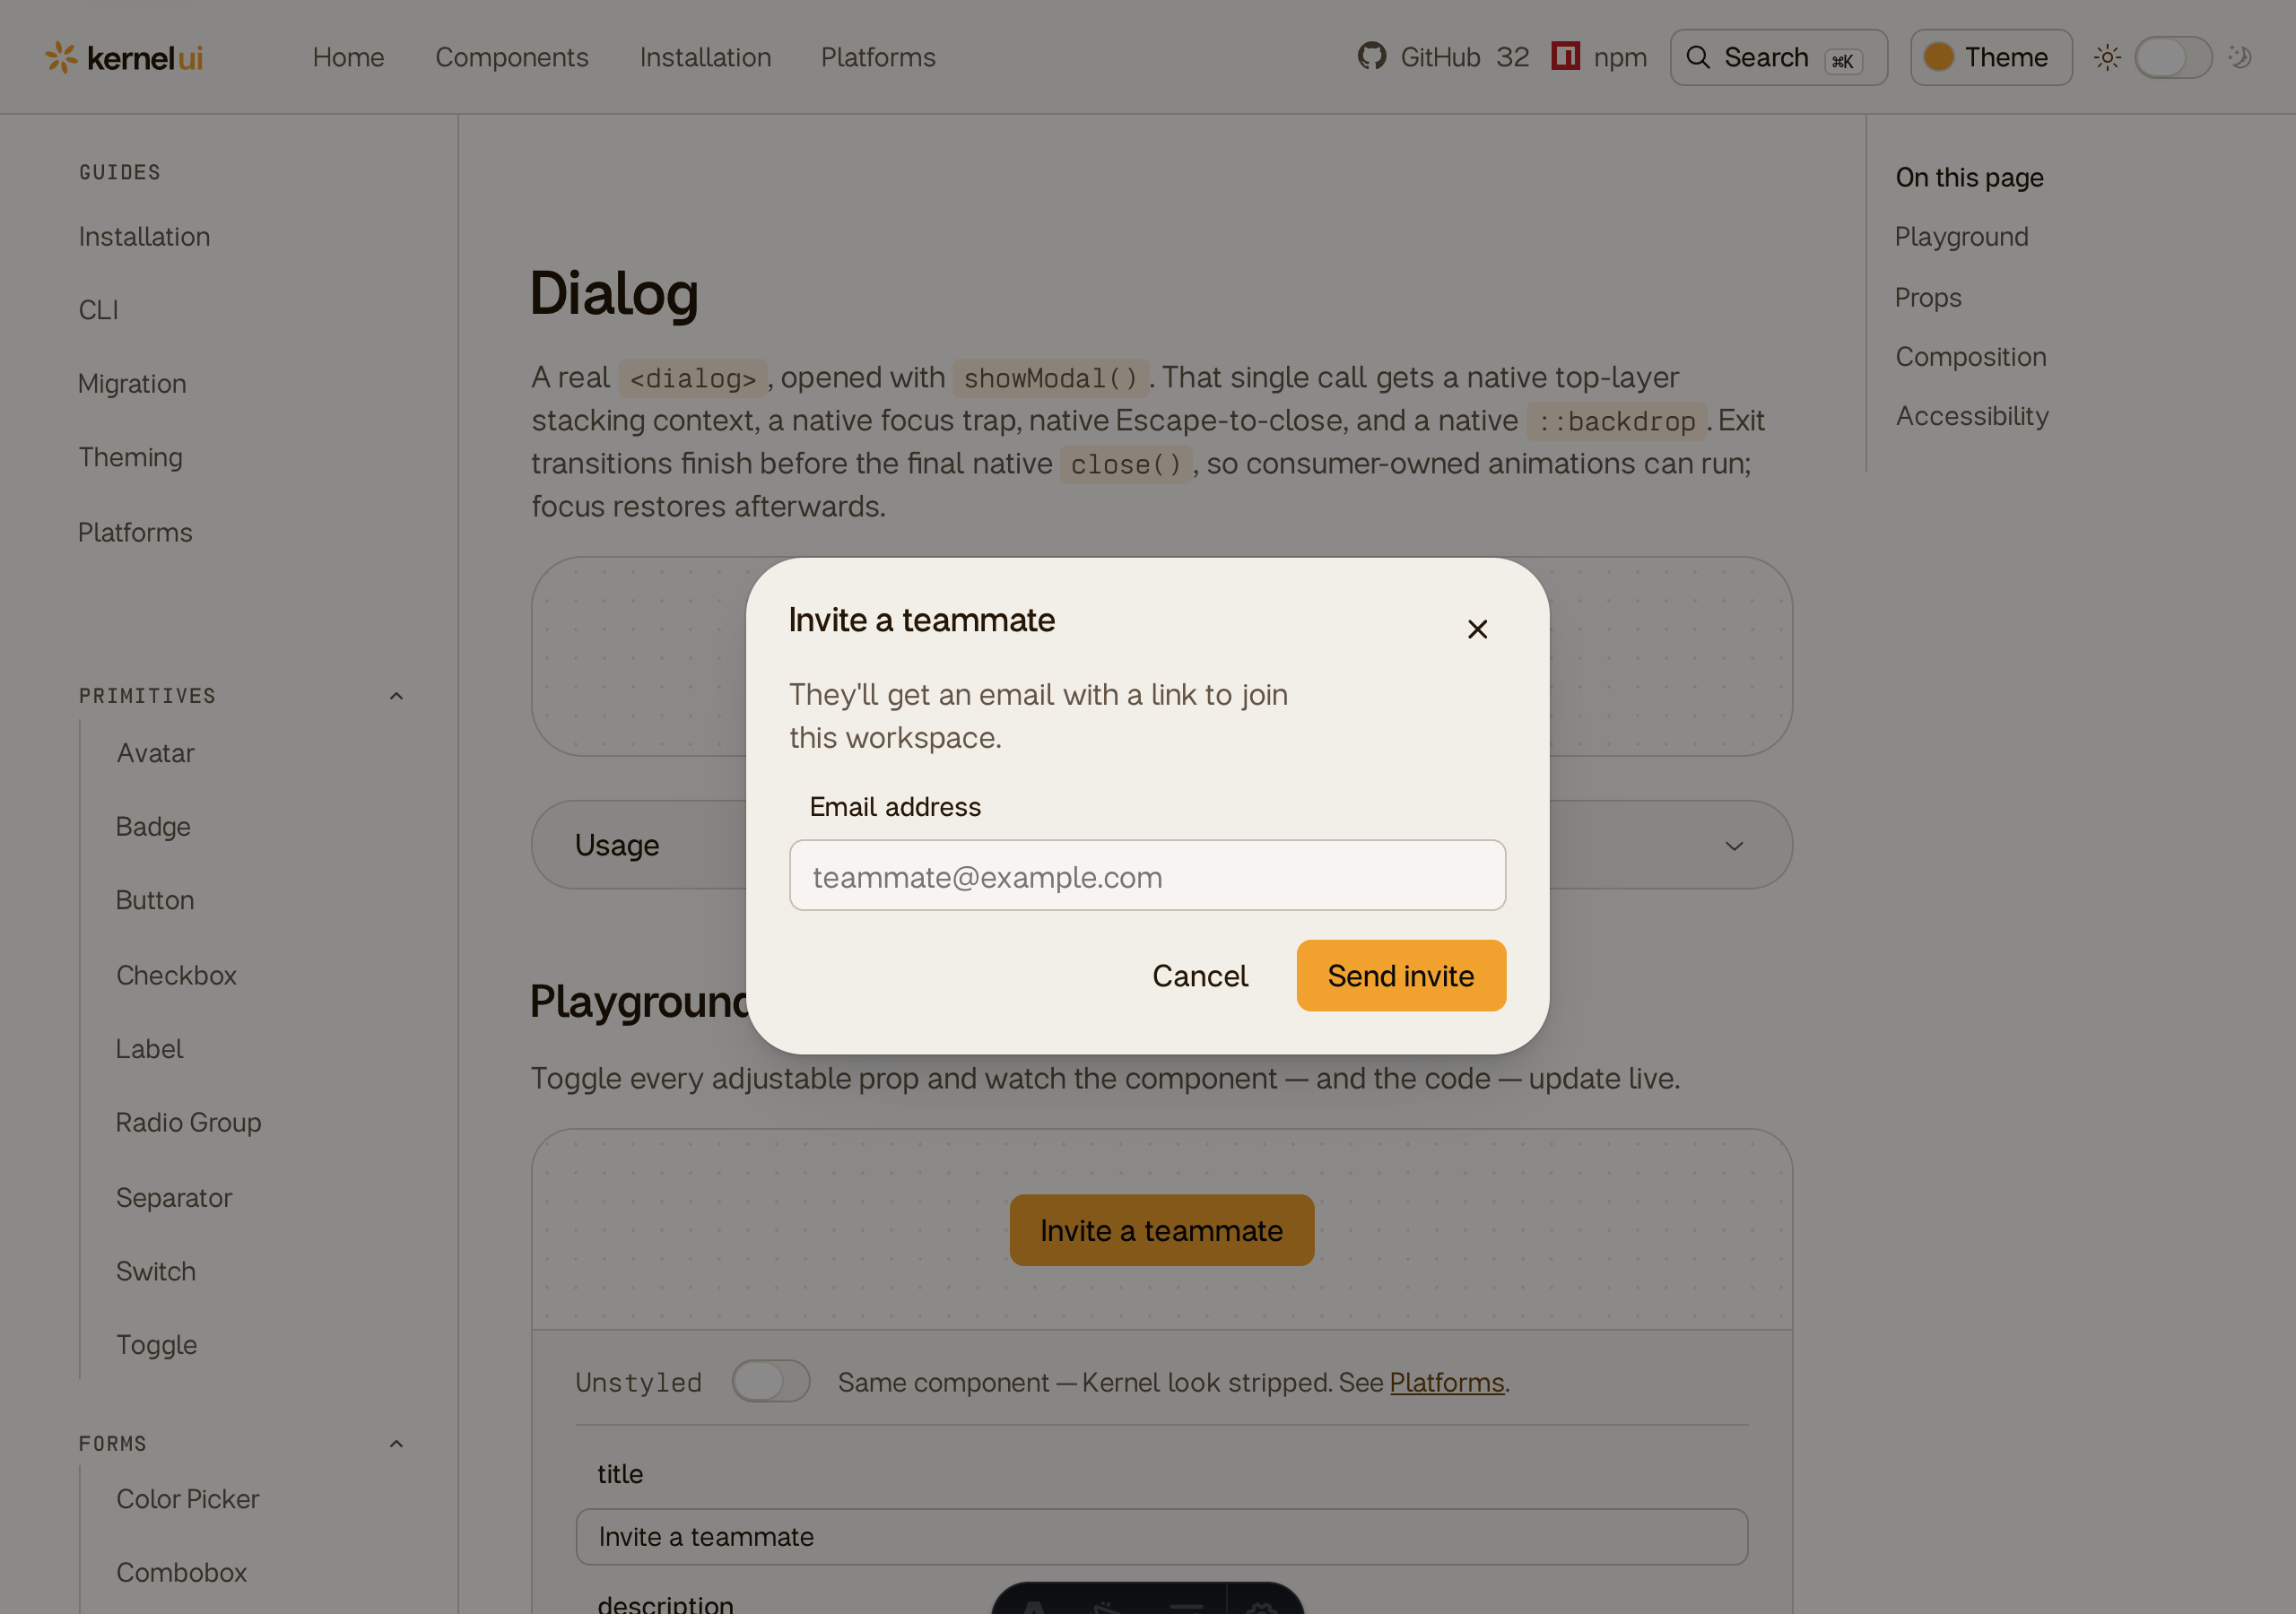 kernel ui
Home
Components
Installation
Platforms
GitHub 32
npm
Search ⌘K
Theme
GUIDES
Installation
CLI
Migration
Theming
Platforms
PRIMITIVES
Avatar
Badge
Button
Checkbox
Label
Radio Group
Separator
Switch
Toggle
FORMS
Color Picker
Combobox
Dialog
A real <dialog>, opened with showModal(). That single call gets a native top-layer
stacking context, a native focus trap, native Escape-to-close, and a native ::backdrop. Exit
transitions finish before the final native close(), so consumer-owned animations can run;
focus restores afterwards.
Invite a teammate
They'll get an email with a link to join
this workspace.
Email address
teammate@example.com
Cancel
Send invite
Usage
Playground
Toggle every adjustable prop and watch the component — and the code — update live.
Invite a teammate
Unstyled
Same component — Kernel look stripped. See Platforms.
title
Invite a teammate
description
On this page
Playground
Props
Composition
Accessibility